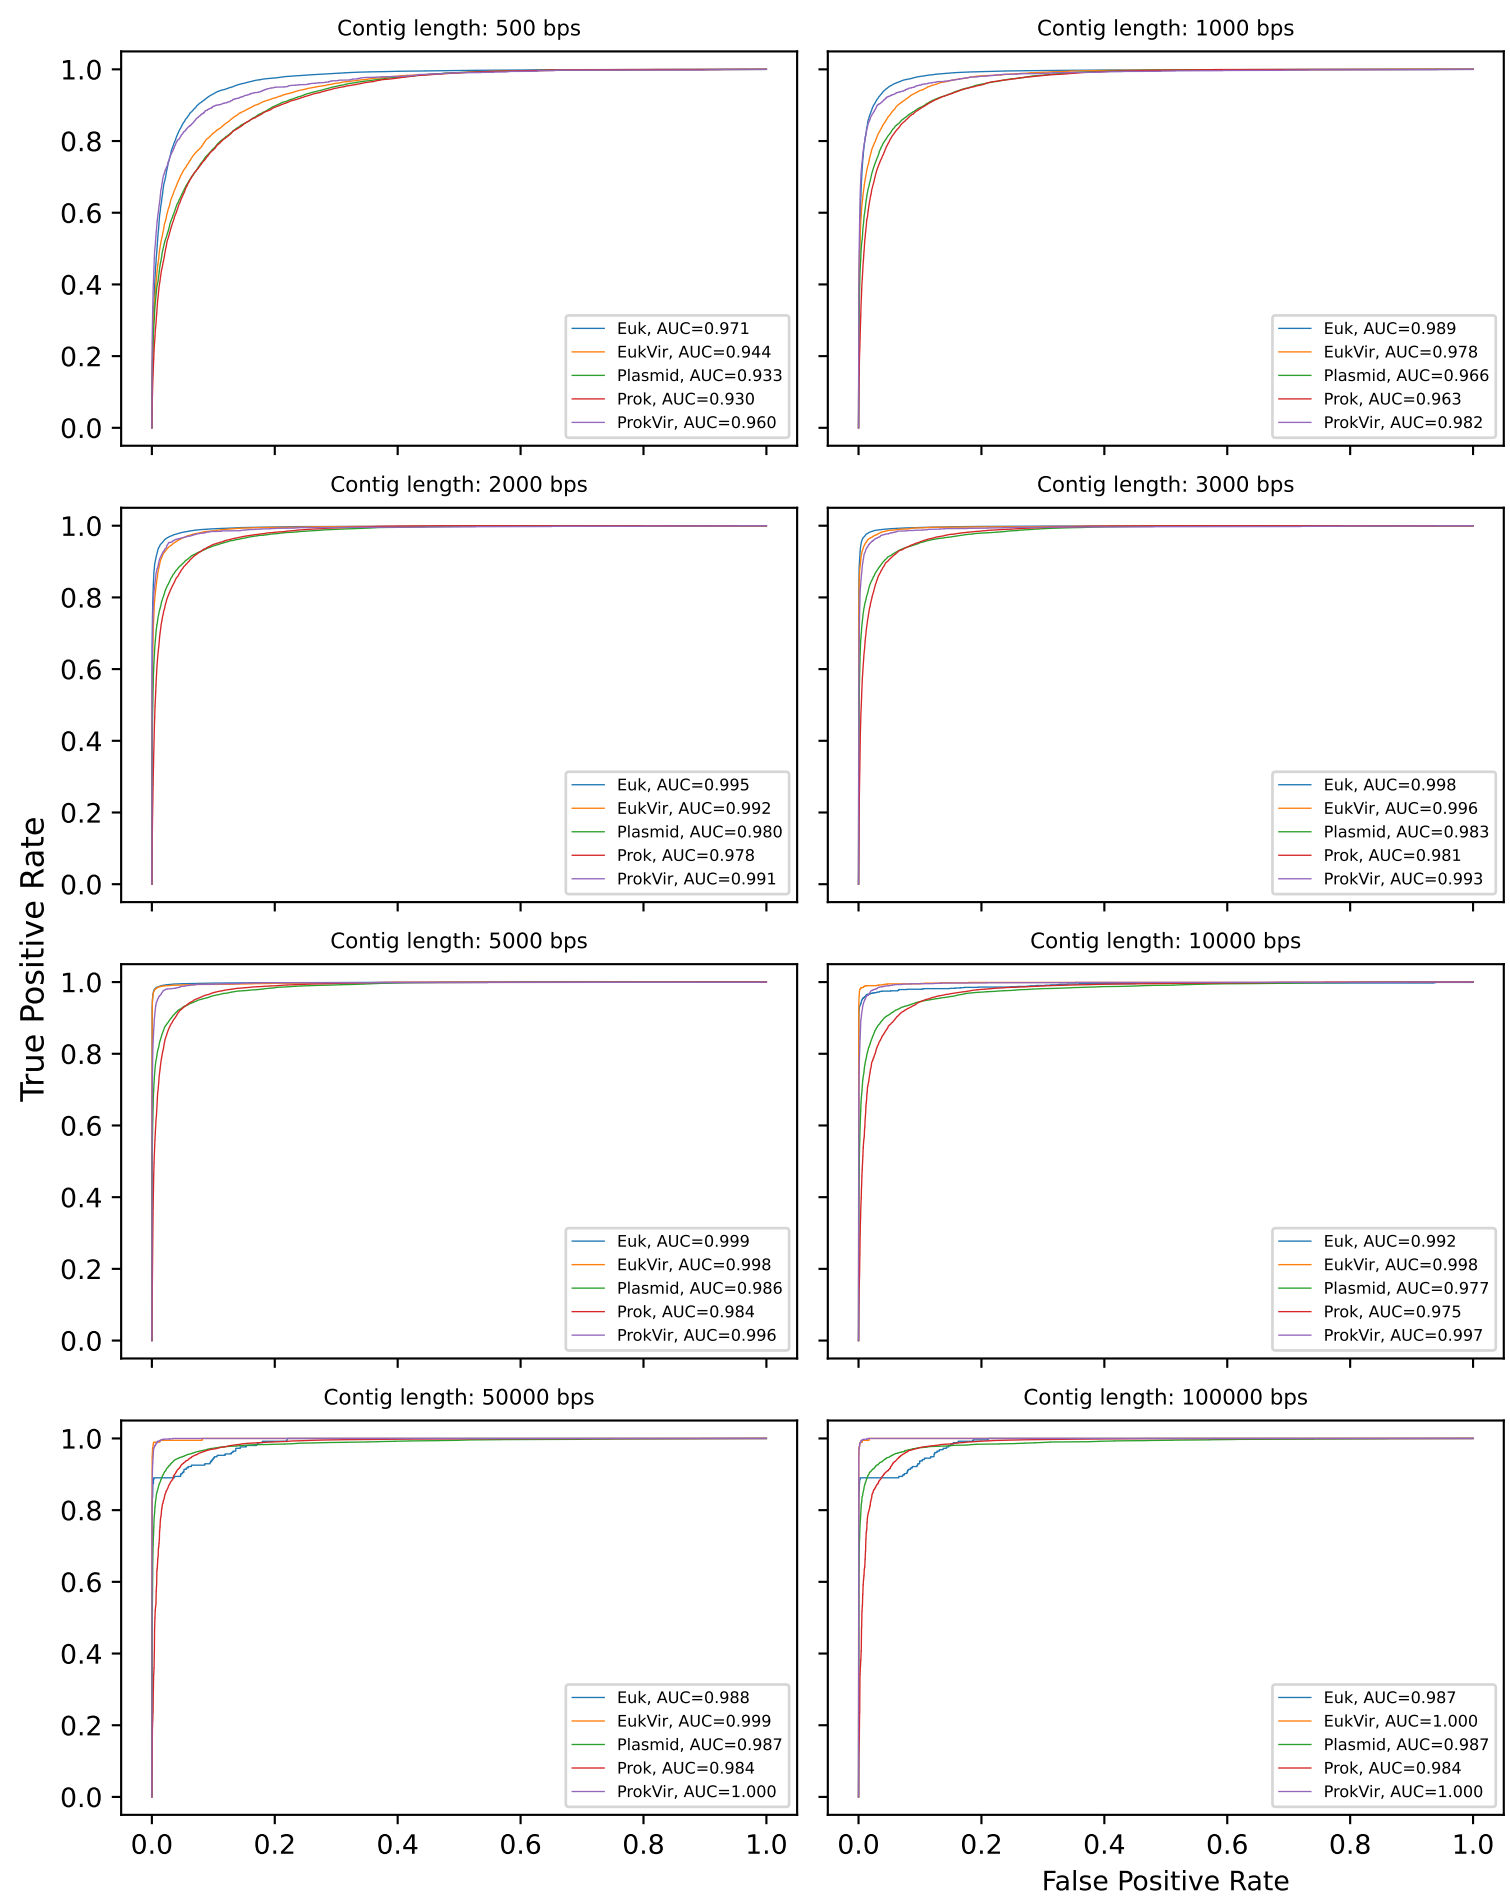 Contig length: 500 bps
1.0
0.8
0.6
0.4
0.2
0.0
Euk, AUC=0.971
EukVir, AUC=0.944
Plasmid, AUC=0.933
Prok, AUC=0.930
ProkVir, AUC=0.960
Contig length: 1000 bps
Euk, AUC=0.989
EukVir, AUC=0.978
Plasmid, AUC=0.966
Prok, AUC=0.963
ProkVir, AUC=0.982
Contig length: 2000 bps
1.0
0.8
0.6
0.4
0.2
0.0
Euk, AUC=0.995
EukVir, AUC=0.992
Plasmid, AUC=0.980
Prok, AUC=0.978
ProkVir, AUC=0.991
Contig length: 3000 bps
Euk, AUC=0.998
EukVir, AUC=0.996
Plasmid, AUC=0.983
Prok, AUC=0.981
ProkVir, AUC=0.993
True Positive Rate
Contig length: 5000 bps
1.0
0.8
0.6
0.4
0.2
0.0
Euk, AUC=0.999
EukVir, AUC=0.998
Plasmid, AUC=0.986
Prok, AUC=0.984
ProkVir, AUC=0.996
Contig length: 10000 bps
Euk, AUC=0.992
EukVir, AUC=0.998
Plasmid, AUC=0.977
Prok, AUC=0.975
ProkVir, AUC=0.997
Contig length: 50000 bps
1.0
0.8
0.6
0.4
0.2
0.0
Euk, AUC=0.988
EukVir, AUC=0.999
Plasmid, AUC=0.987
Prok, AUC=0.984
ProkVir, AUC=1.000
0.0 0.2 0.4 0.6 0.8 1.0
Contig length: 100000 bps
Euk, AUC=0.987
EukVir, AUC=1.000
Plasmid, AUC=0.987
Prok, AUC=0.984
ProkVir, AUC=1.000
0.0 0.2 0.4 0.6 0.8 1.0
False Positive Rate